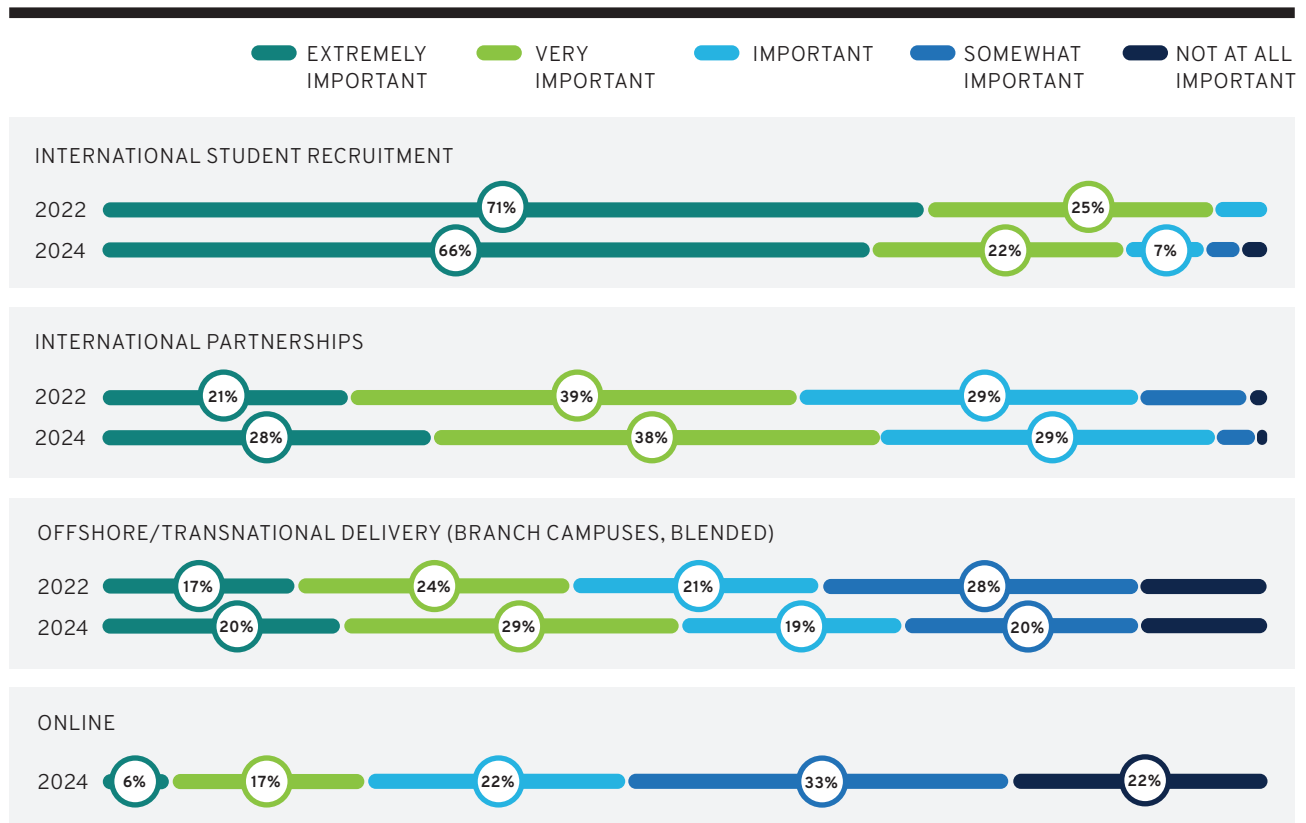 EXTREMELY
IMPORTANT
VERY
IMPORTANT
IMPORTANT
SOMEWHAT
IMPORTANT
NOT AT ALL
IMPORTANT
INTERNATIONAL STUDENT RECRUITMENT
2022 71% 25%
2024 66% 22% 7%
INTERNATIONAL PARTNERSHIPS
2022 21% 39% 29%
2024 28% 38% 29%
OFFSHORE/TRANSNATIONAL DELIVERY (BRANCH CAMPUSES, BLENDED)
2022 17% 24% 21% 28%
2024 20% 29% 19% 20%
ONLINE
2024 6% 17% 22% 33% 22%